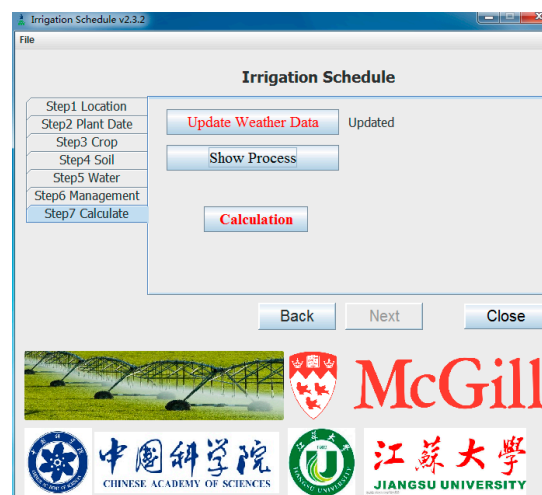 Irrigation Schedule v2.3.2
File
Irrigation Schedule
Step1 Location
Step2 Plant Date
Step3 Crop
Step4 Soil
Step5 Water
Step6 Management
Step7 Calculate
Update Weather Data Updated
Show Process
Calculation
Back Next Close
McGill
中國科学院
CHINESE ACADEMY OF SCIENCES
江蘇大學
JIANGSU UNIVERSITY